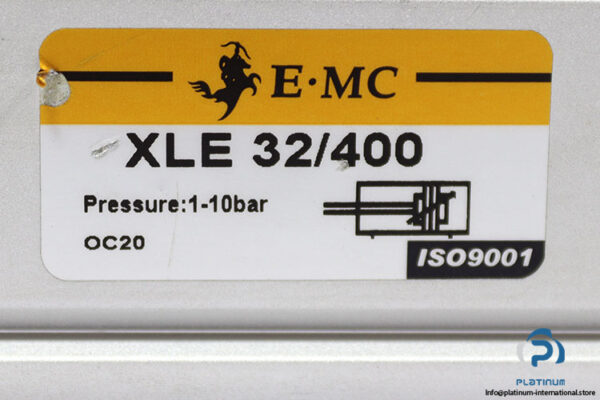 E·MC
XLE 32/400
Pressure:1-10bar
OC20
ISO9001
PLATINUM
Info@platinum-international.store